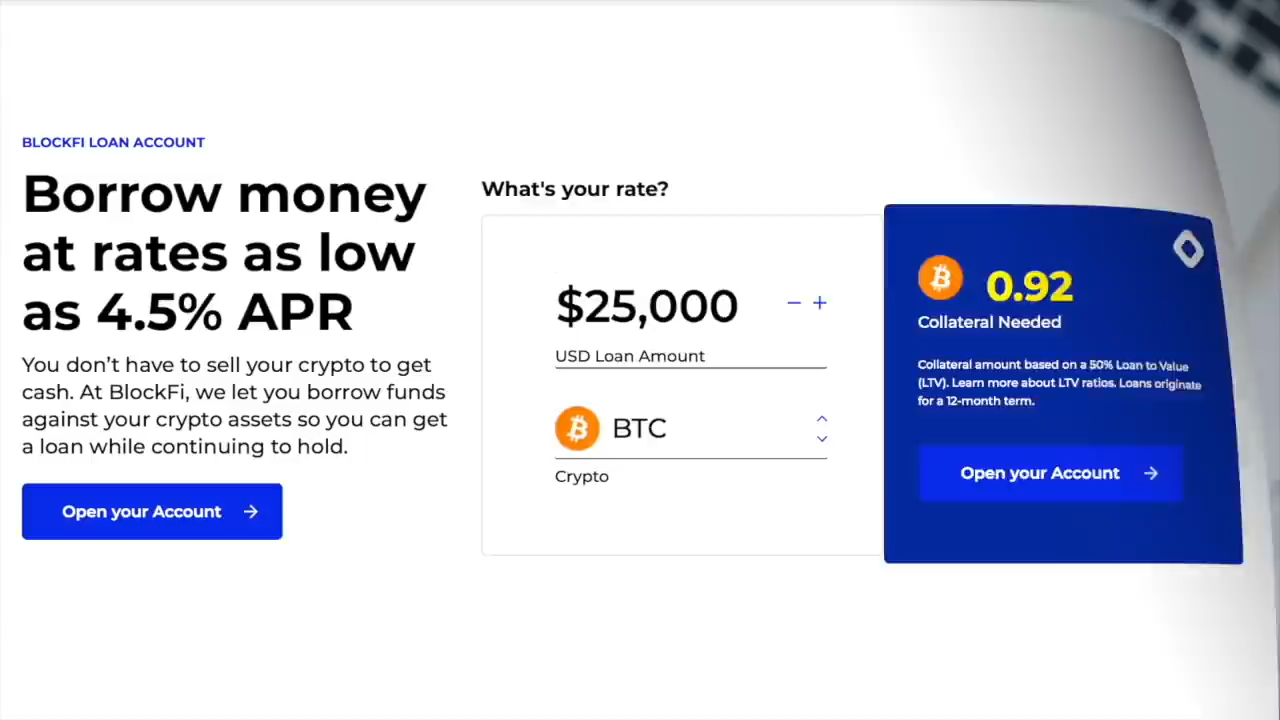 BLOCKFI LOAN ACCOUNT
Borrow money
at rates as low
as 4.5% APR
You don’t have to sell your crypto to get
cash. At BlockFi, we let you borrow funds
against your crypto assets so you can get
a loan while continuing to hold.
Open your Account
What's your rate?
$25,000
USD Loan Amount
BTC
Crypto
0.92
Collateral Needed
Collateral amount based on a 50% Loan to Value
(LTV). Learn more about LTV ratios. Loans originate
for a 12-month term.
Open your Account